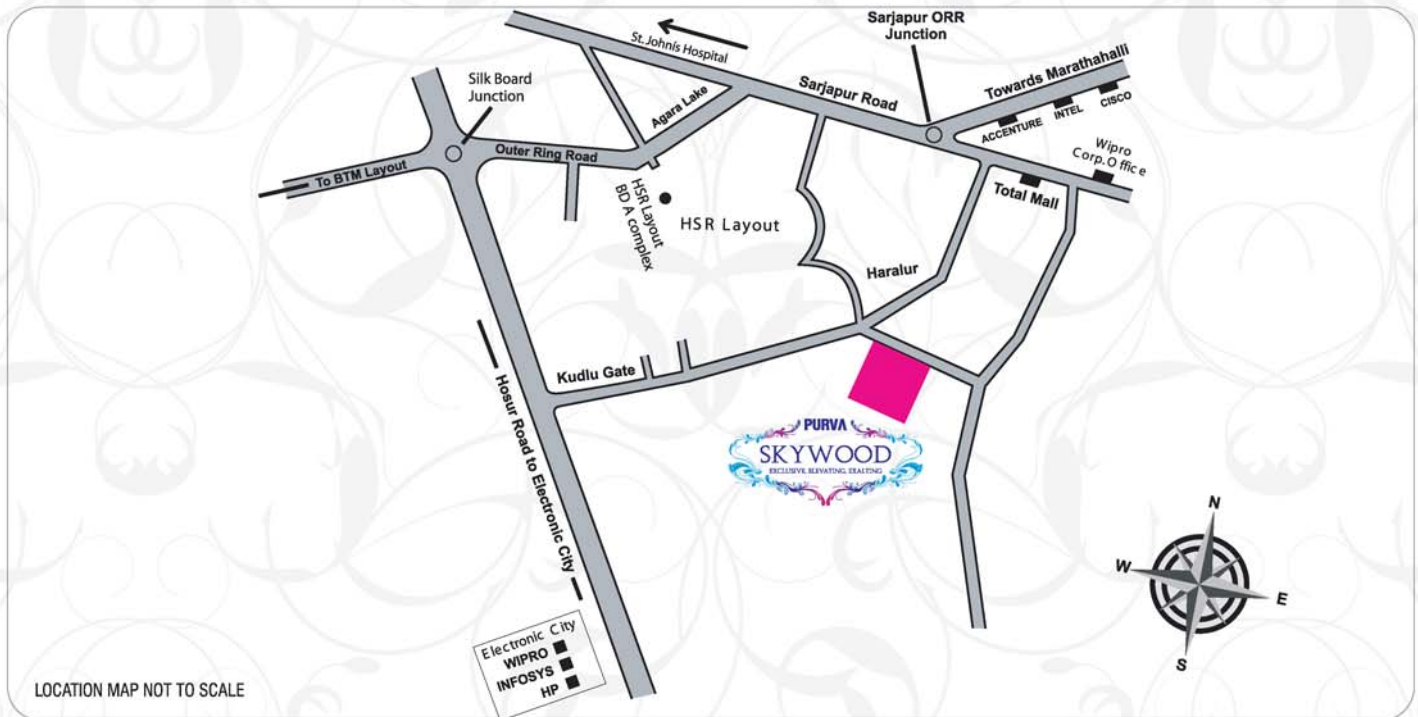 St. Johnís Hospital
Sarjapur ORR
Junction
Silk Board
Junction
Towards Marathahalli
Sarjapur Road
Agara Lake
ACCENTURE
INTEL
CISCO
Outer Ring Road
To BTM Layout
Wipro
Corp.O ffic e
Total Mall
HSR Layout
BD A complex
HSR Layout
Haralur
Kudlu Gate
Hosur Road to Electronic City
PURVA
SKYWOOD
EXCLUSIVE, ELEVATING, EXALTING
Electronic City
WIPRO
INFOSYS
HP
N
W
E
S
LOCATION MAP NOT TO SCALE